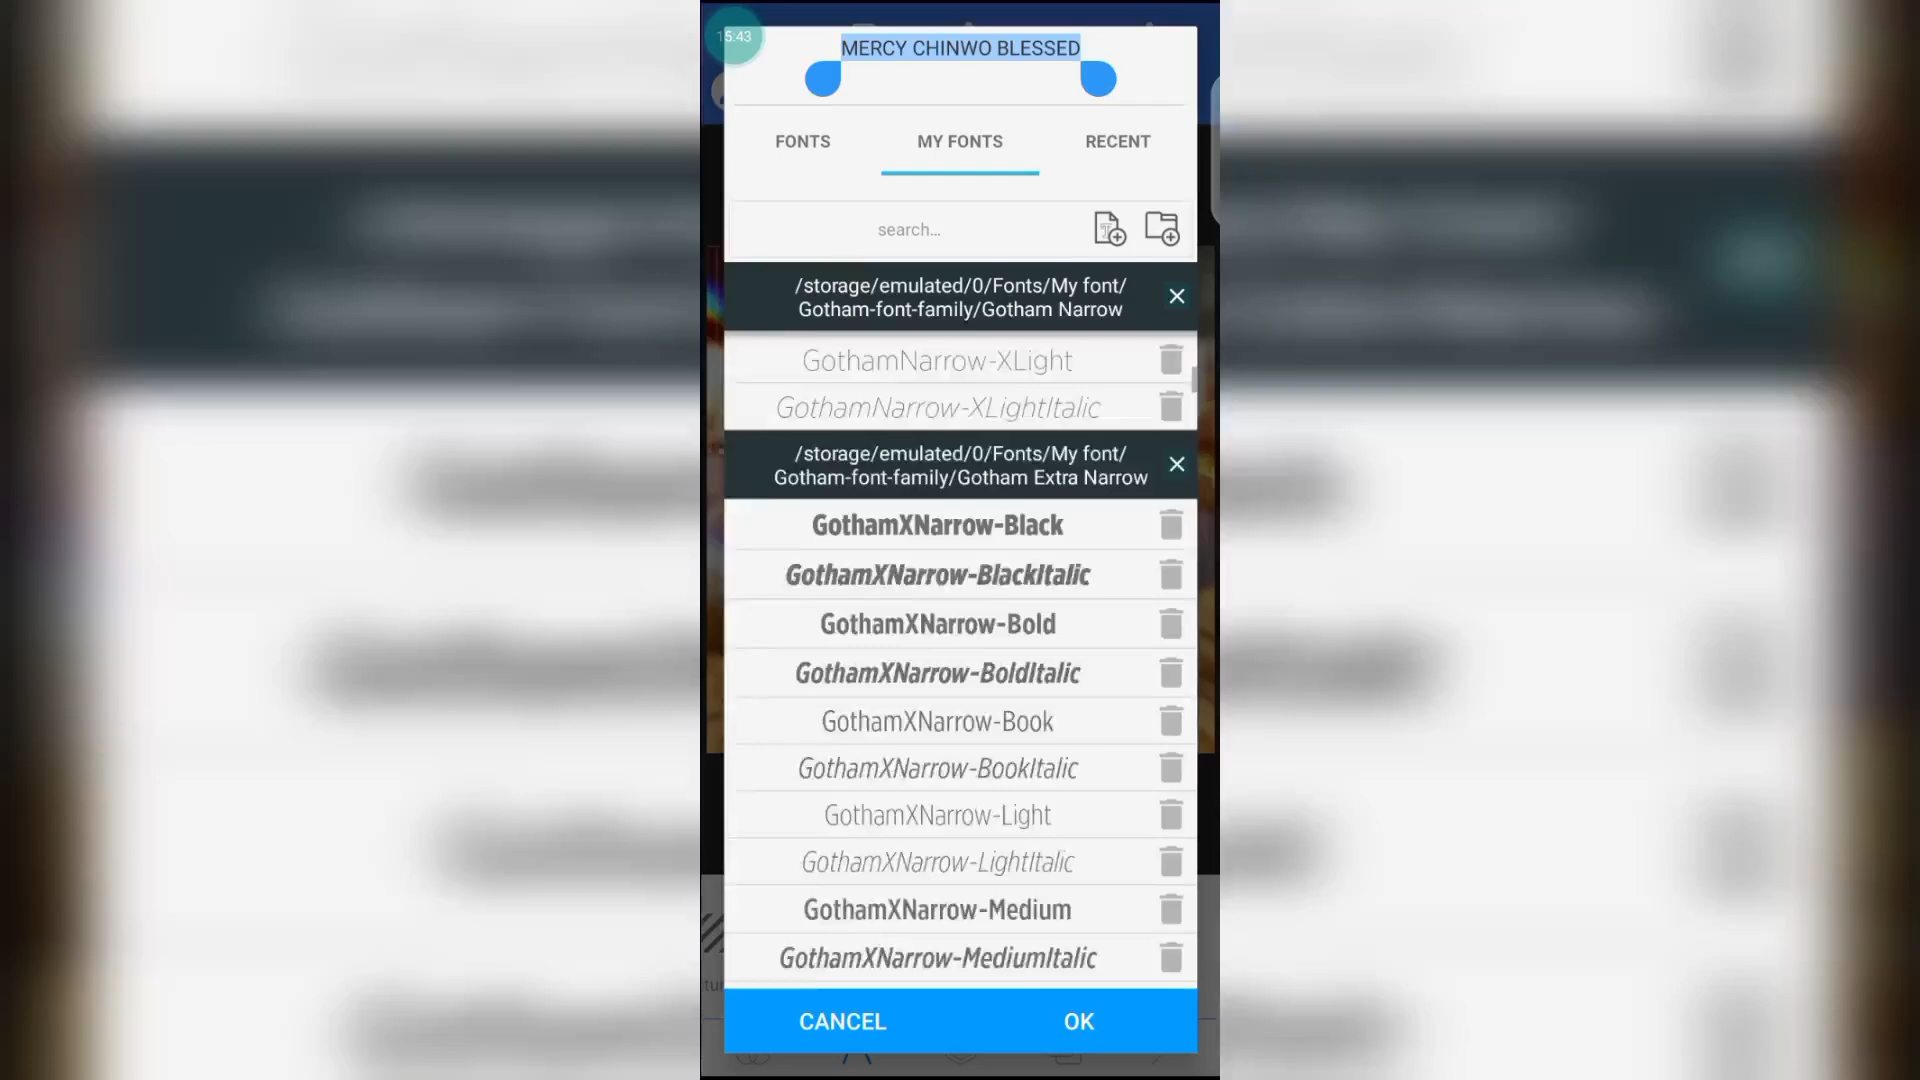 15:43
MERCY CHINWO BLESSED
FONTS
MY FONTS
RECENT
search...
/storage/emulated/0/Fonts/My font/
Gotham-font-family/Gotham Narrow
GothamNarrow-XLight
GothamNarrow-XLightItalic
/storage/emulated/0/Fonts/My font/
Gotham-font-family/Gotham Extra Narrow
GothamXNarrow-Black
GothamXNarrow-BlackItalic
GothamXNarrow-Bold
GothamXNarrow-BoldItalic
GothamXNarrow-Book
GothamXNarrow-BookItalic
GothamXNarrow-Light
GothamXNarrow-LightItalic
GothamXNarrow-Medium
GothamXNarrow-MediumItalic
CANCEL
OK